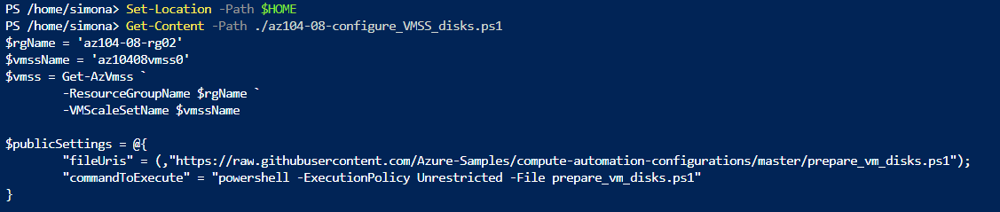 PS /home/simona> Set-Location -Path $HOME
PS /home/simona> Get-Content -Path ./az104-08-configure_VMSS_disks.ps1
$rgName = 'az104-08-rg02'
$vmssName = 'az10408vmss0'
$vmss = Get-AzVmss `
-ResourceGroupName $rgName `
-VMScaleSetName $vmssName
$publicSettings = @{
"fileUris" = (,"https://raw.githubusercontent.com/Azure-Samples/compute-automation-configurations/master/prepare_vm_disks.ps1");
"commandToExecute" = "powershell -ExecutionPolicy Unrestricted -File prepare_vm_disks.ps1"
}